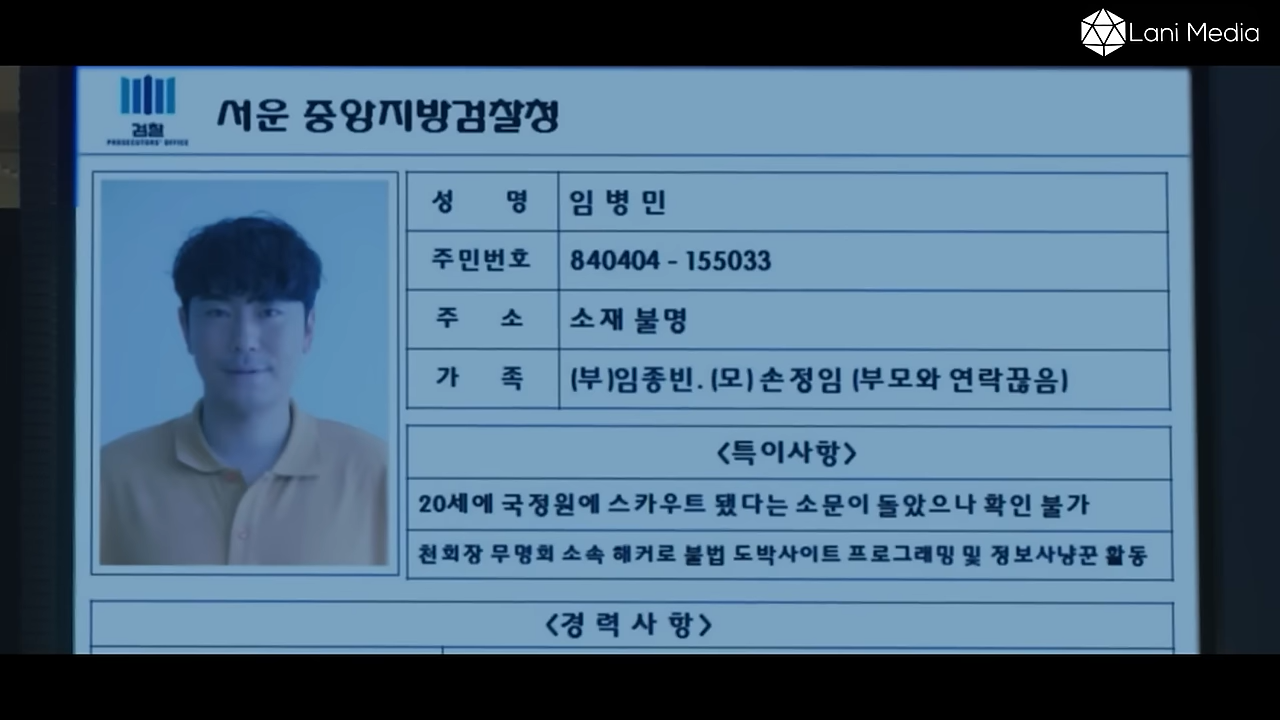 Lani Media
검찰
PROSECUTORS' OFFICE
서운 중앙지방검찰청
성 명 임병민
주민번호 840404 - 155033
주 소 소재 불명
가 족 (부)임종빈. (모) 손정임 (부모와 연락끊음)
<특이사항>
20세에 국정원에 스카우트 됐다는 소문이 돌았으나 확인 불가
천회장 무명회 소속 해커로 불법 도박사이트 프로그래밍 및 정보사냥꾼 활동
<경력사항>